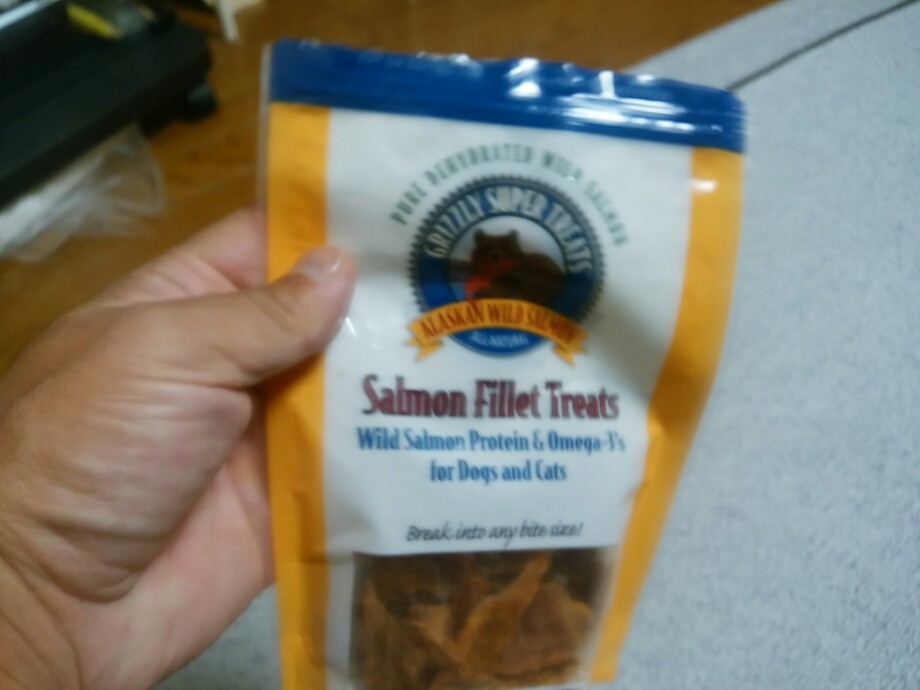 PURE DEHYDRATED WILD SALMON
GRIZZLY SUPER TREATS
ALASKAN WILD SALMON
ALL-NATURAL
Salmon Fillet Treats
Wild Salmon Protein & Omega-3's
for Dogs and Cats
Break into any bite size!